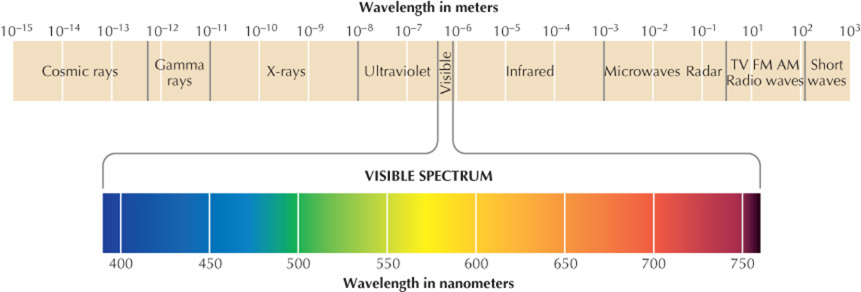 Wavelength in meters
10⁻¹⁵ 10⁻¹⁴ 10⁻¹³ 10⁻¹² 10⁻¹¹ 10⁻¹⁰ 10⁻⁹ 10⁻⁸ 10⁻⁷ 10⁻⁶ 10⁻⁵ 10⁻⁴ 10⁻³ 10⁻² 10⁻¹ 10¹ 10² 10³
Cosmic rays
Gamma
rays
X-rays
Ultraviolet
Visible
Infrared
Microwaves Radar
TV FM AM
Radio waves
Short
waves
VISIBLE SPECTRUM
400 450 500 550 600 650 700 750
Wavelength in nanometers